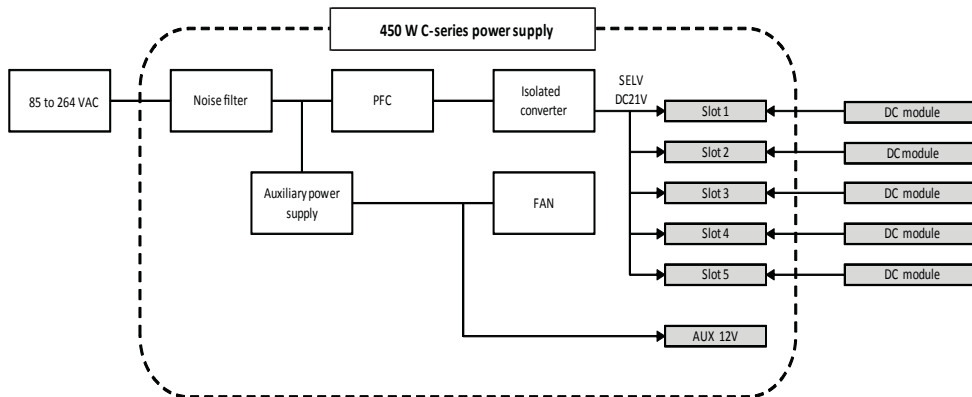 450 W C-series power supply
85 to 264 VAC
Noise filter
PFC
Isolated
converter
SELV
DC21V
Slot 1
DC module
Slot 2
DC module
Slot 3
DC module
Slot 4
DC module
Slot 5
DC module
Auxiliary power
supply
FAN
AUX 12V